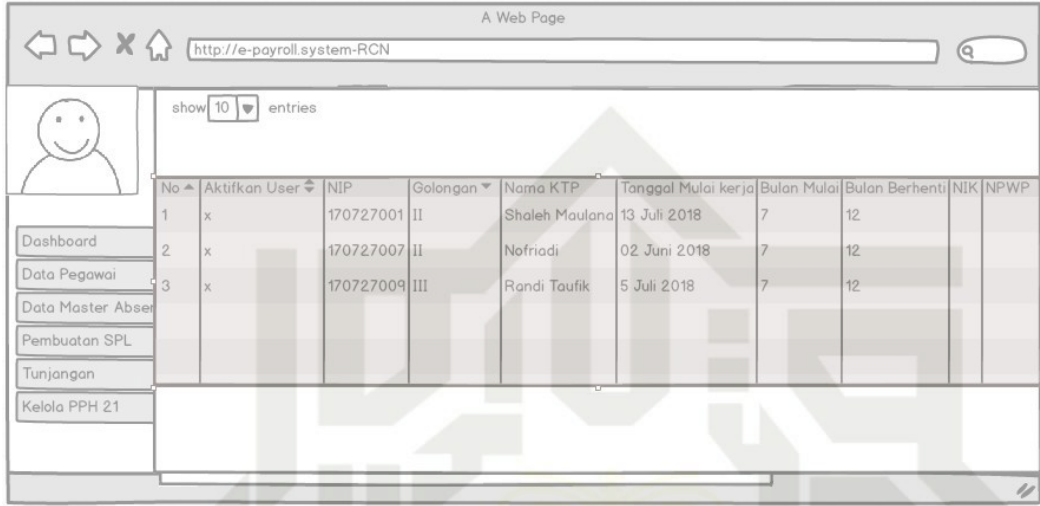 A Web Page
http://e-payroll.system-RCN
show 10 entries
No Aktifkan User NIP Golongan Nama KTP Tanggal Mulai kerja Bulan Mulai Bulan Berhenti NIK NPWP
1 x 170727001 II Shaleh Maulana 13 Juli 2018 7 12
2 x 170727007 II Nofriadi 02 Juni 2018 7 12
3 x 170727009 III Randi Taufik 5 Juli 2018 7 12
Dashboard
Data Pegawai
Data Master Absen
Pembuatan SPL
Tunjangan
Kelola PPH 21